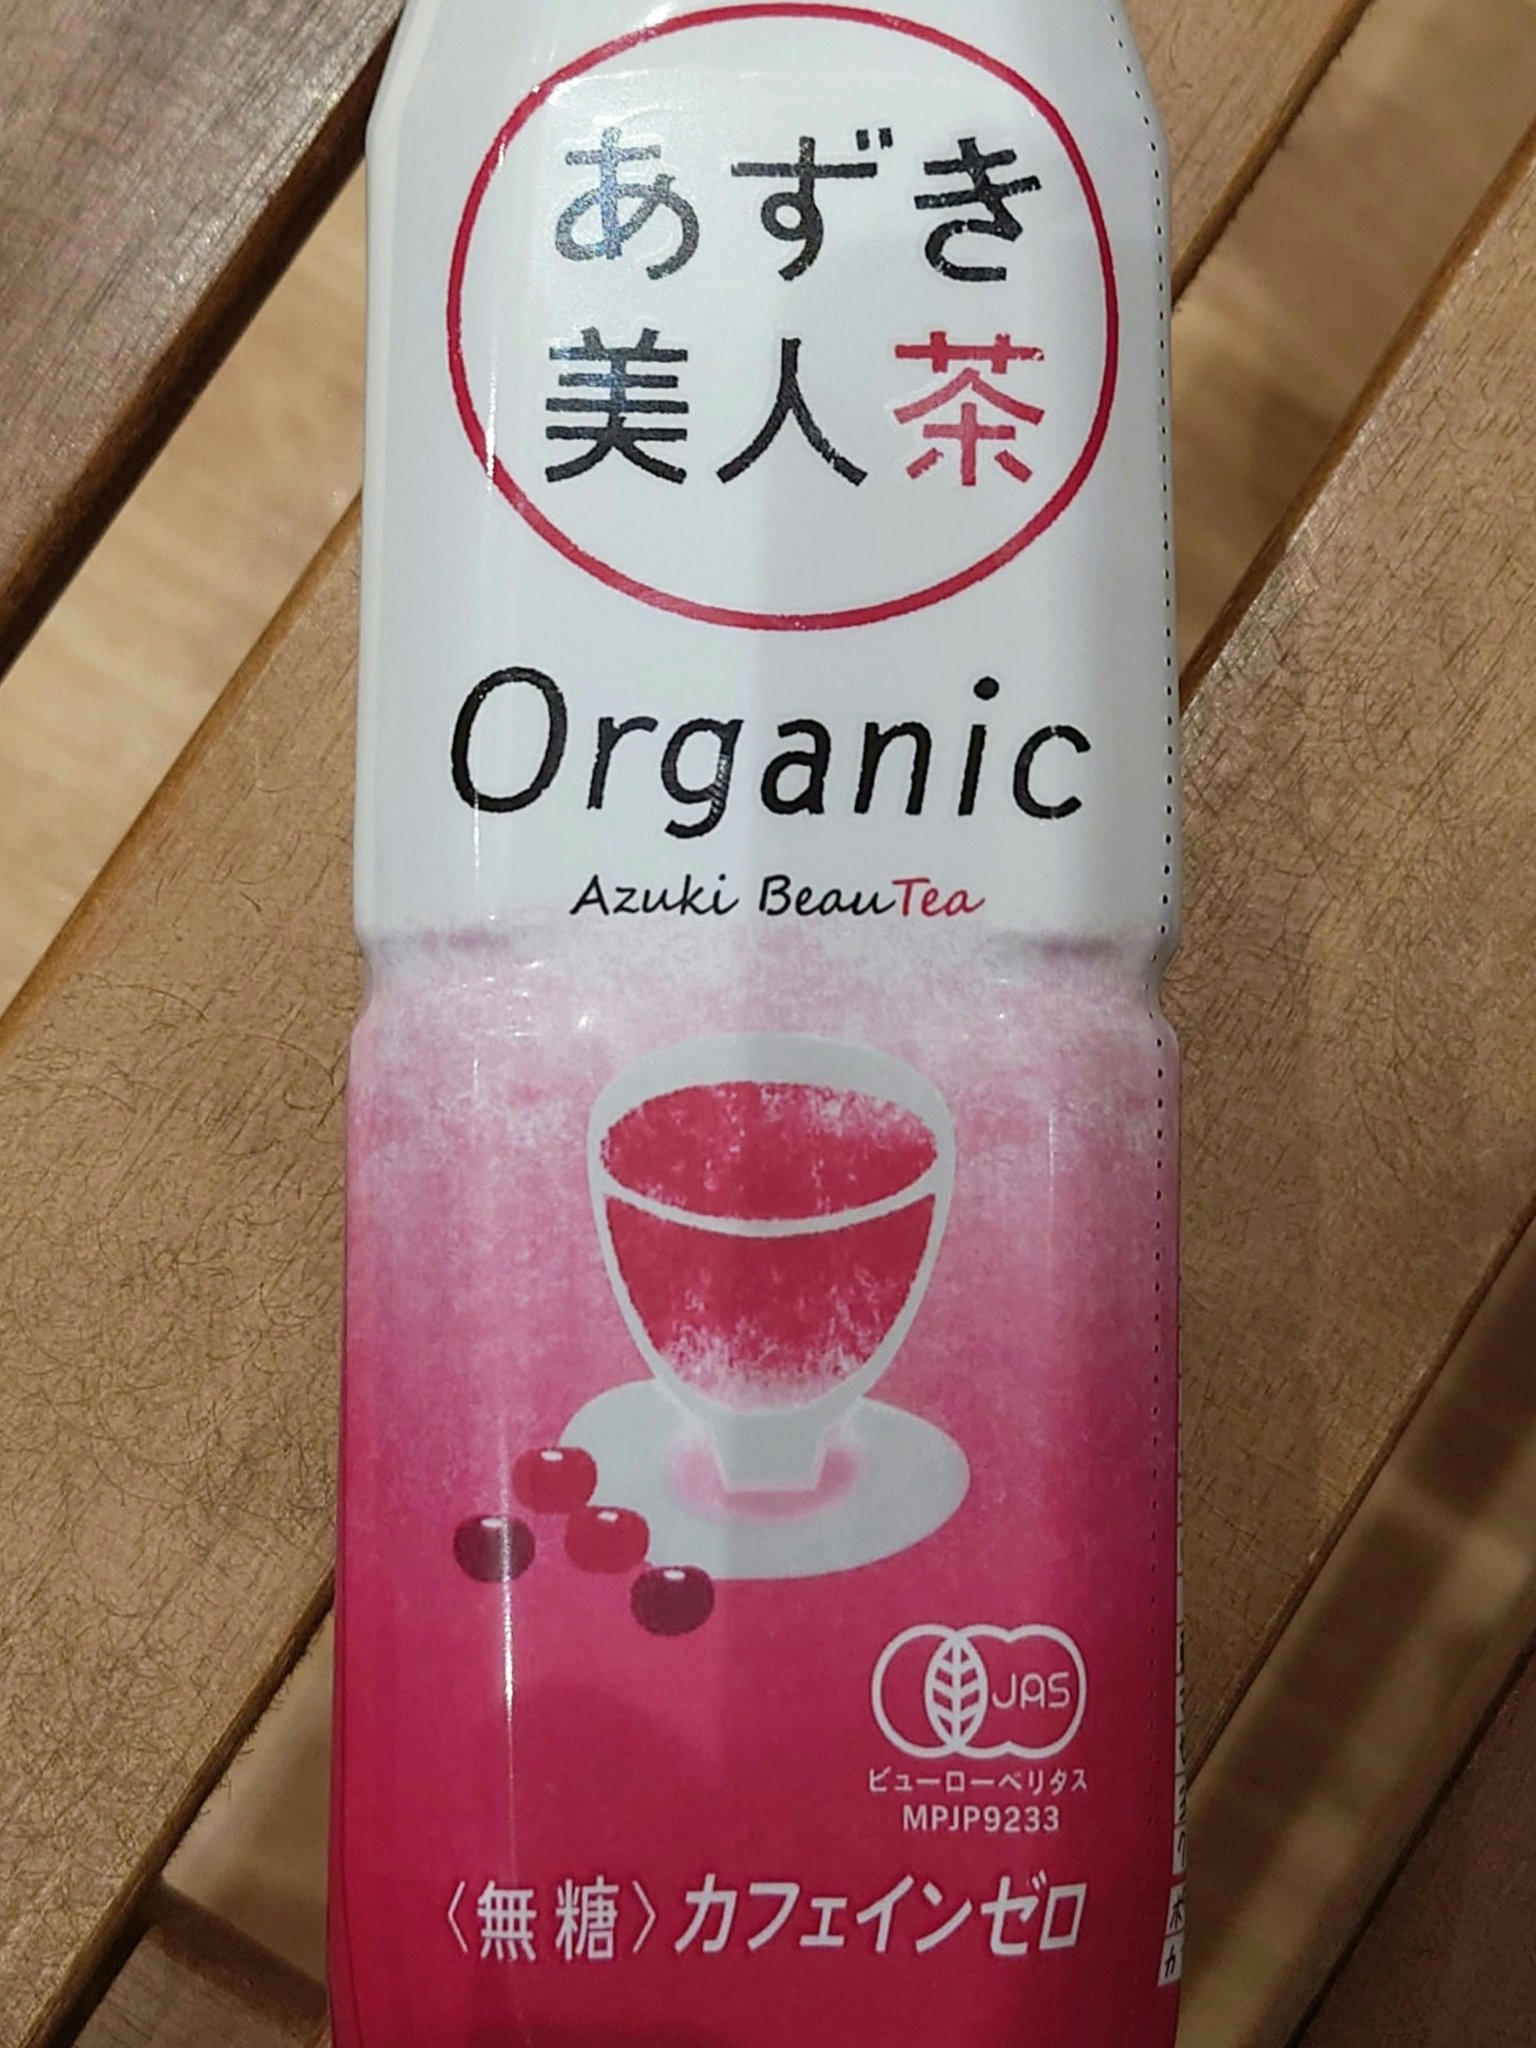 あずき
美人茶
Organic
Azuki BeauTea
JAS
ビューローベリタス
MPJP9233
〈無糖〉カフェインゼロ